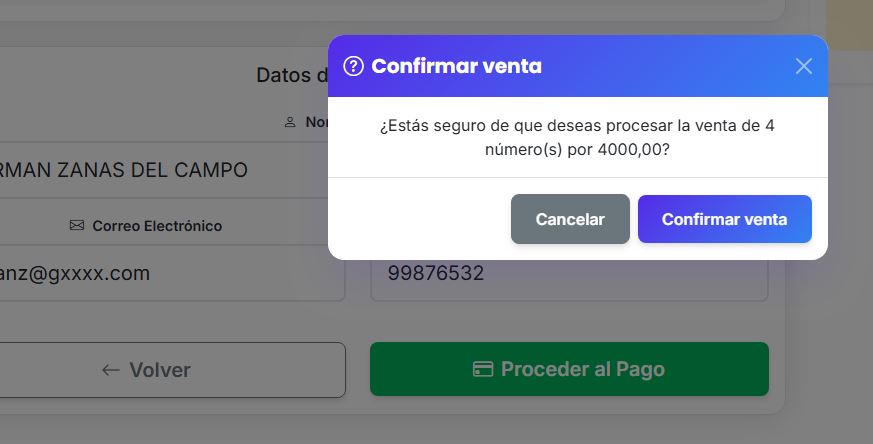 Confirmar venta
¿Estás seguro de que deseas procesar la venta de 4
número(s) por 4000,00?
Cancelar
Confirmar venta
Datos d
Nor
RMAN ZANAS DEL CAMPO
Correo Electrónico
anz@gxxxx.com
99876532
Volver
Proceder al Pago